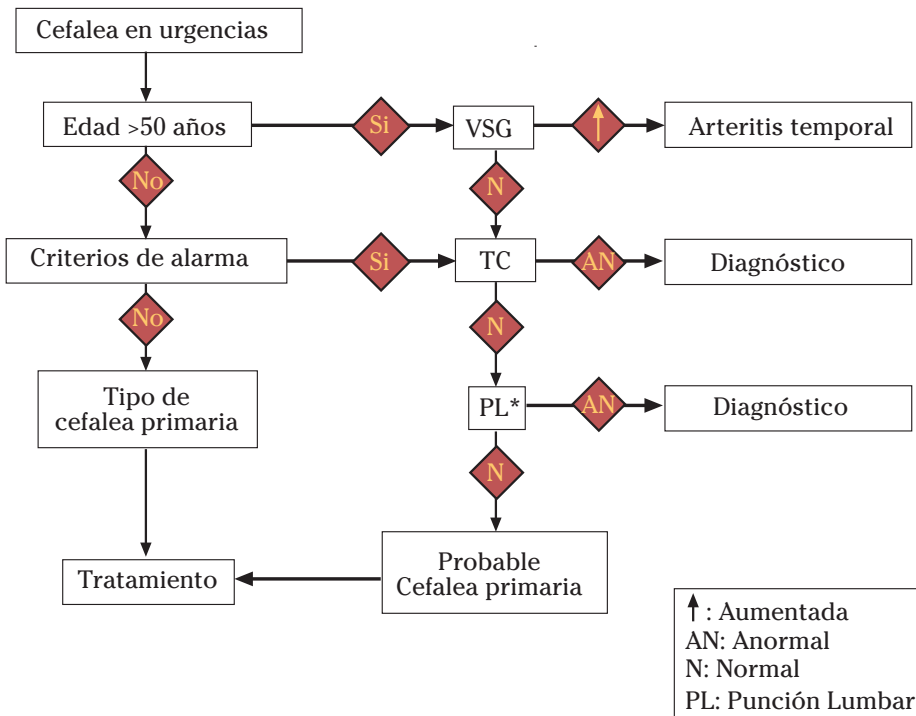 Cefalea en urgencias
Edad >50 años
Si
VSG
↑
Arteritis temporal
No
N
Criterios de alarma
Si
TC
AN
Diagnóstico
No
N
Tipo de
cefalea primaria
PL*
AN
Diagnóstico
N
Tratamiento
Probable
Cefalea primaria
↑: Aumentada
AN: Anormal
N: Normal
PL: Punción Lumbar